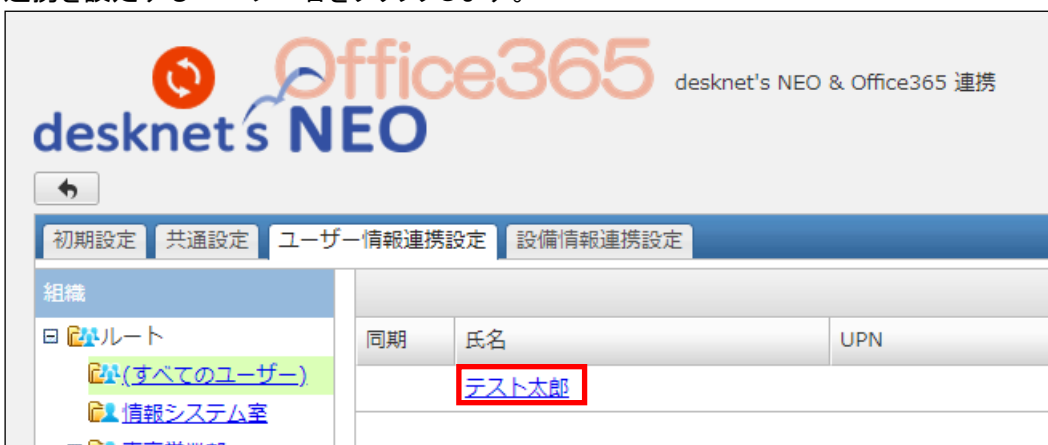 Office365
desknet's NEO & Office365 連携
desknet's NEO
初期設定 共通設定 ユーザー情報連携設定 設備情報連携設定
組織
ルート
同期 氏名 UPN
(すべてのユーザー)
テスト太郎
情報システム室